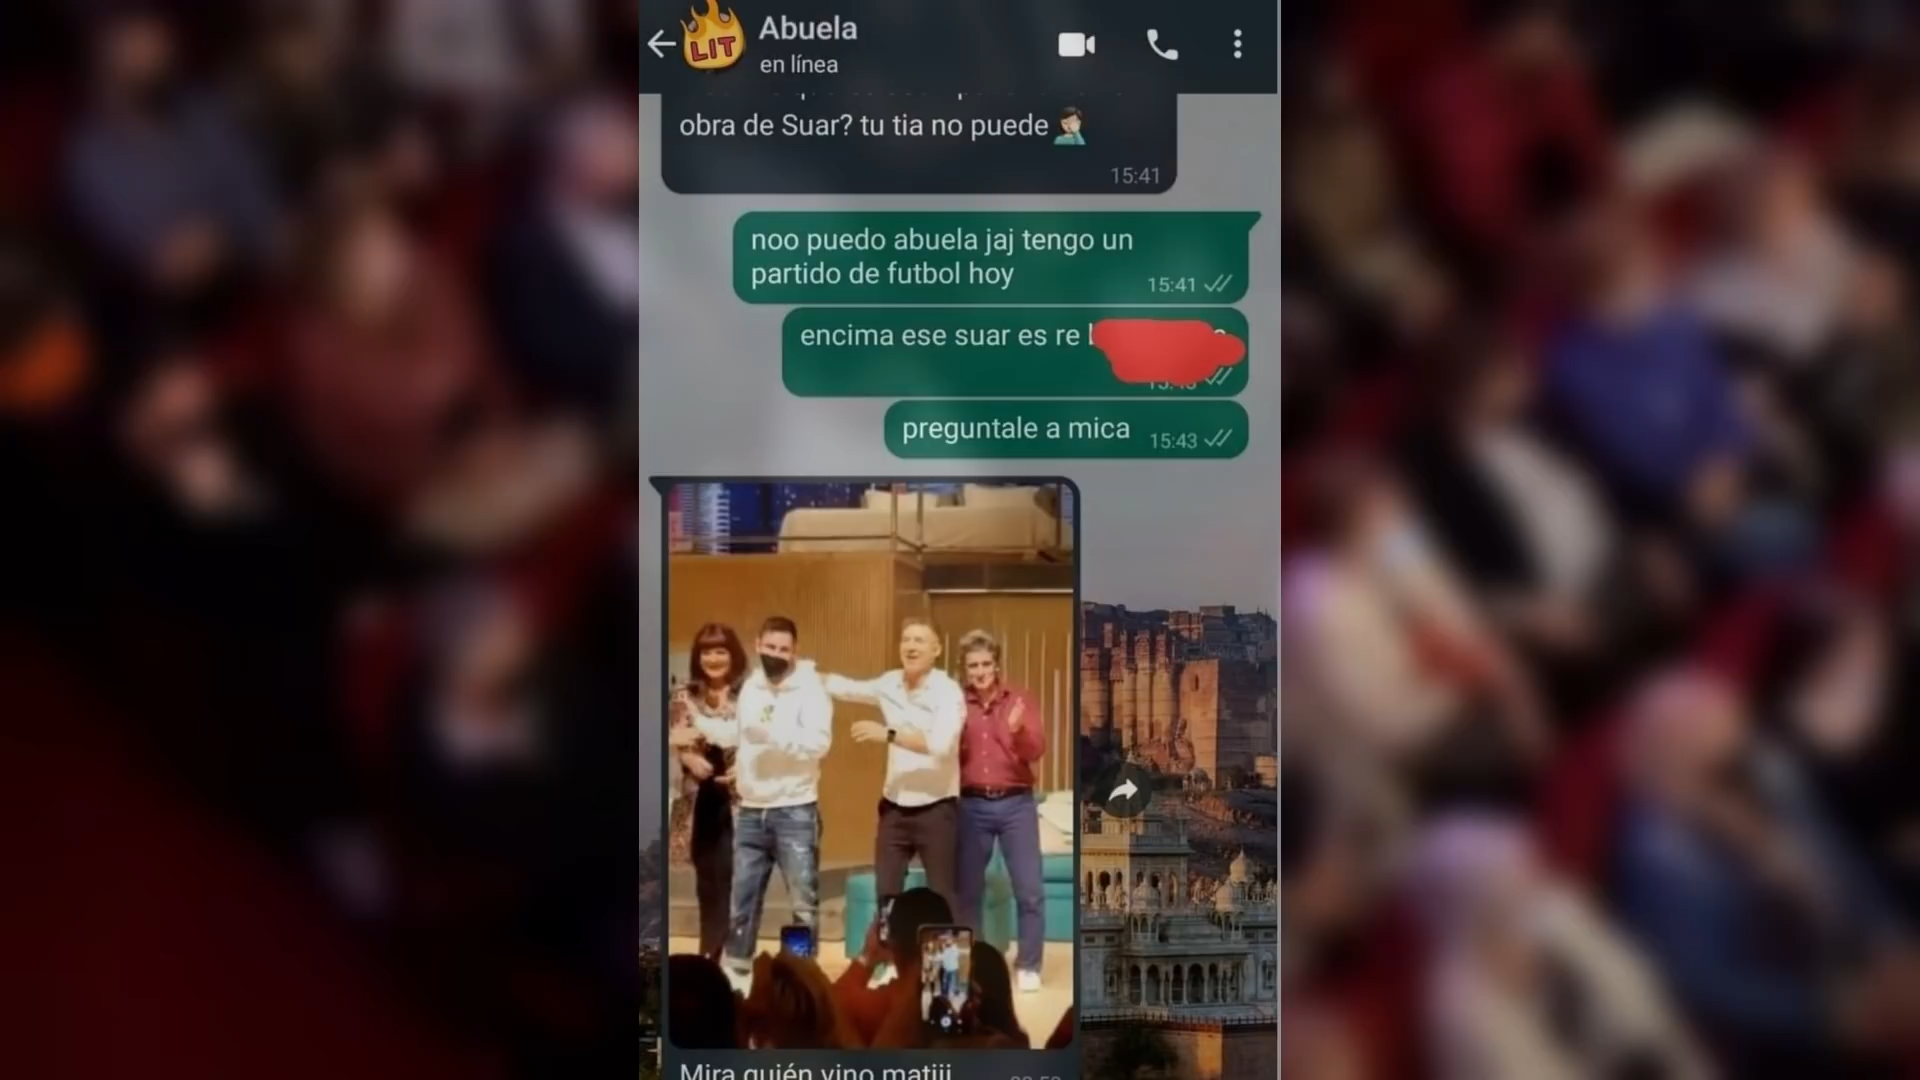 LIT
Abuela
en línea
obra de Suar? tu tia no puede
15:41
noo puedo abuela jaj tengo un
partido de futbol hoy
15:41
encima ese suar es re
preguntale a mica
15:43
Mira quién vino matiii